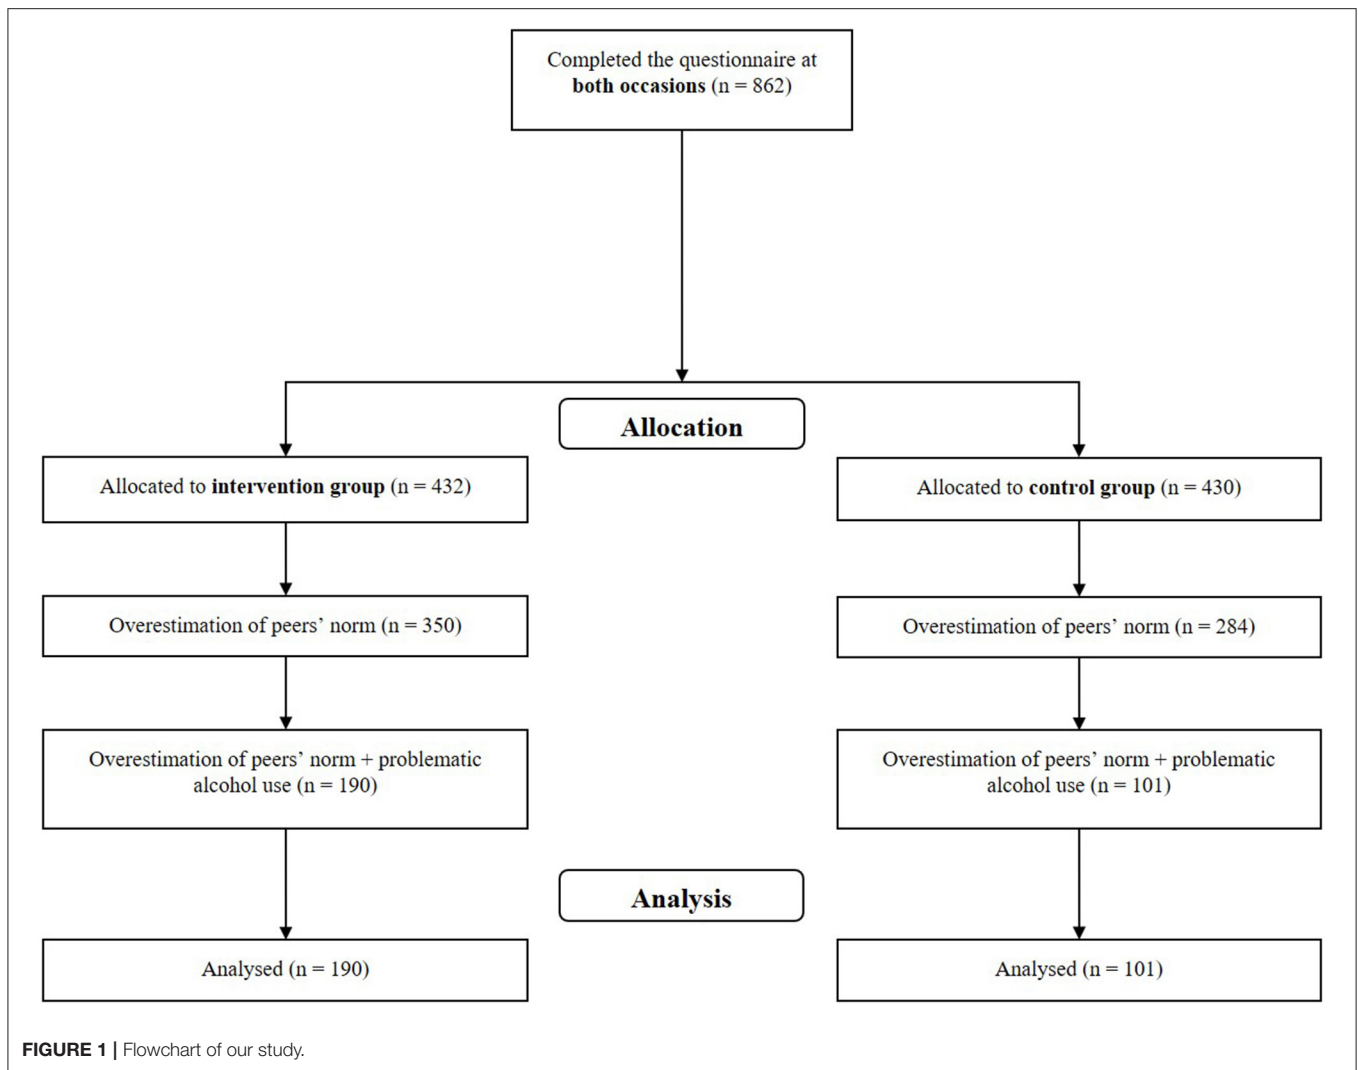 Completed the questionnaire at
both occasions (n = 862)
Allocation
Allocated to intervention group (n = 432)
Allocated to control group (n = 430)
Overestimation of peers’ norm (n = 350)
Overestimation of peers’ norm (n = 284)
Overestimation of peers’ norm + problematic
alcohol use (n = 190)
Overestimation of peers’ norm + problematic
alcohol use (n = 101)
Analysis
Analysed (n = 190)
Analysed (n = 101)
FIGURE 1 | Flowchart of our study.